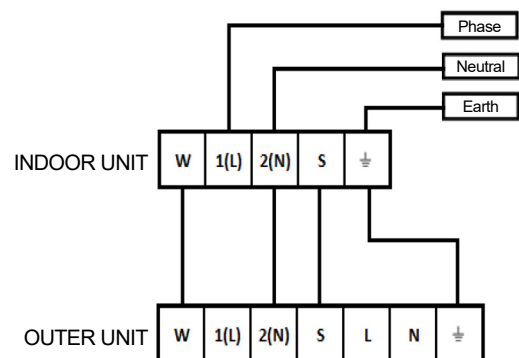 Phase
Neutral
Earth
INDOOR UNIT W 1(L) 2(N) S ⏚
OUTER UNIT W 1(L) 2(N) S L N ⏚